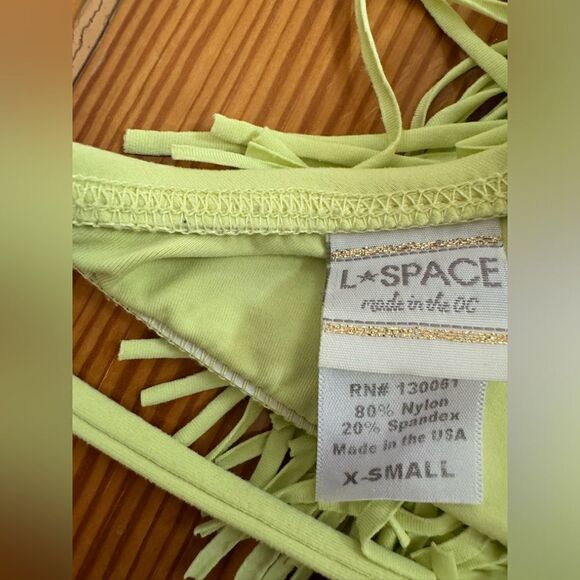 L★SPACE
made in the OC
RN# 130061
80% Nylon
20% Spandex
Made in the USA
X-SMALL